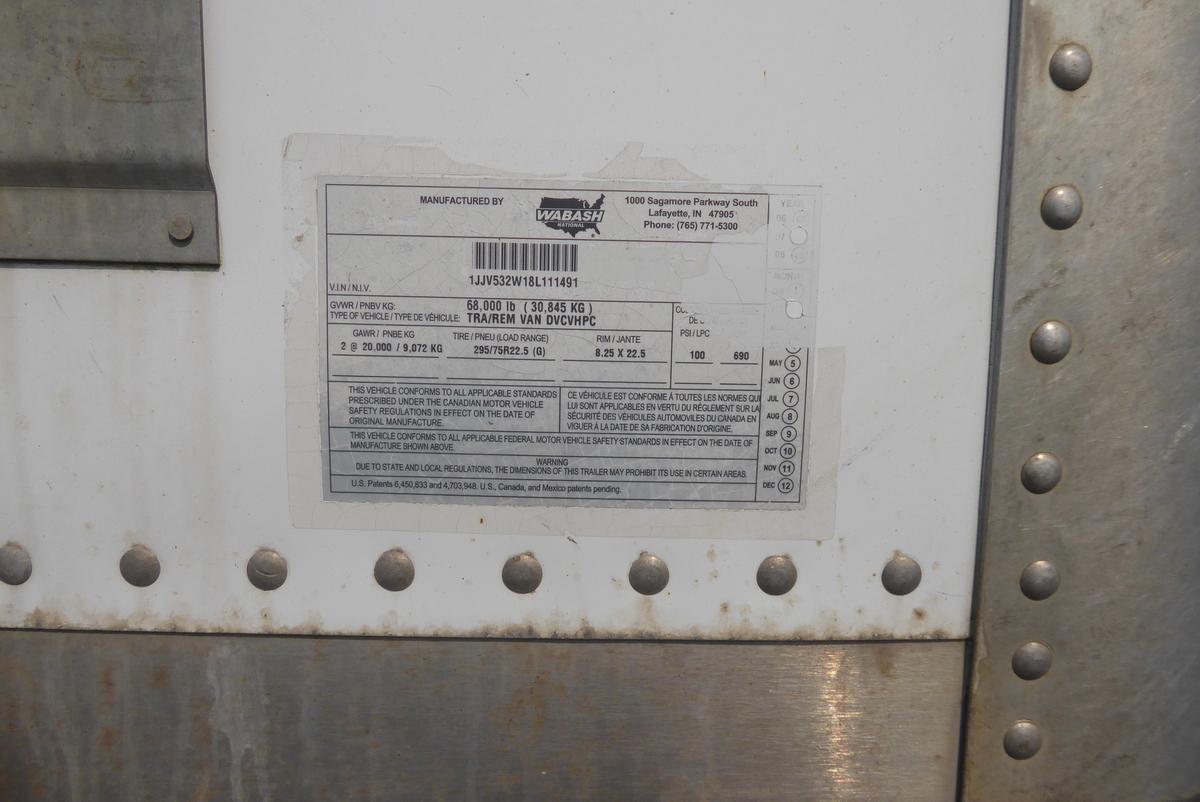 MANUFACTURED BY
WABASH
NATIONAL
1000 Sagamore Parkway South
Lafayette, IN 47905
Phone: (765) 771-5300
YEAR
06
07
08
MONTH
1JJV532W18L111491
V.I.N / N.I.V.
GVWR / PNBV KG: 68,000 lb ( 30,845 KG )
TYPE OF VEHICLE / TYPE DE VÉHICULE: TRA/REM VAN DVCVHPC
GAWR / PNBE KG
TIRE / PNEU (LOAD RANGE)
RIM / JANTE
PSI / LPC
2 @ 20,000 / 9,072 KG
295/75R22.5 (G)
8.25 X 22.5
100
690
MAY 5
JUN 6
JUL 7
AUG 8
SEP 9
OCT 10
NOV 11
DEC 12
THIS VEHICLE CONFORMS TO ALL APPLICABLE STANDARDS
PRESCRIBED UNDER THE CANADIAN MOTOR VEHICLE
SAFETY REGULATIONS IN EFFECT ON THE DATE OF
ORIGINAL MANUFACTURE.
CE VÉHICULE EST CONFORME À TOUTES LES NORMES QUI
LUI SONT APPLICABLES EN VERTU DU RÈGLEMENT SUR LA
SÉCURITÉ DES VÉHICULES AUTOMOBILES DU CANADA EN
VIGUER À LA DATE DE SA FABRICATION D'ORIGINE.
THIS VEHICLE CONFORMS TO ALL APPLICABLE FEDERAL MOTOR VEHICLE SAFETY STANDARDS IN EFFECT ON THE DATE OF
MANUFACTURE SHOWN ABOVE.
WARNING
DUE TO STATE AND LOCAL REGULATIONS, THE DIMENSIONS OF THIS TRAILER MAY PROHIBIT ITS USE IN CERTAIN AREAS.
U.S. Patents 6,450,833 and 4,703,948. U.S., Canada, and Mexico patents pending.